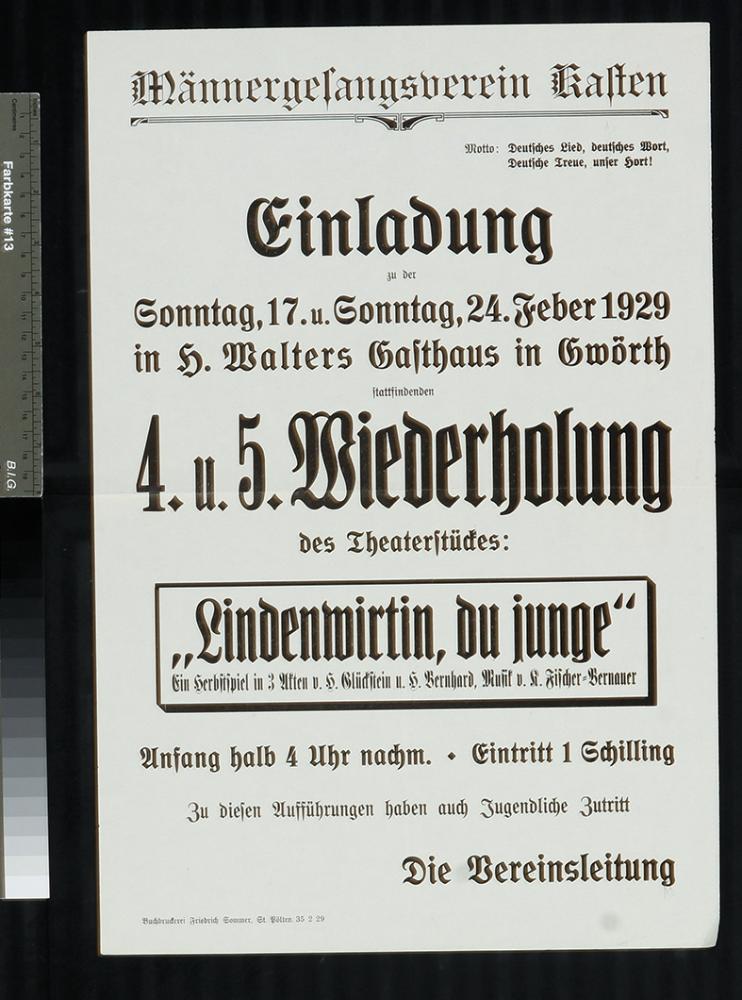 Männergesangsverein Kasten
Motto: Deutsches Lied, deutsches Wort,
Deutsche Treue, unser Hort!
Einladung
zu der
Sonntag, 17. u. Sonntag, 24. Feber 1929
in H. Walters Gasthaus in Gwörth
stattfindenden
4. u. 5. Wiederholung
des Theaterstückes:
„Lindenwirtin, du junge“
Ein Herbstspiel in 3 Akten v. H. Glückstein u. H. Bernhard, Musik v. K. Fischer-Bernauer
Anfang halb 4 Uhr nachm. • Eintritt 1 Schilling
Zu diesen Aufführungen haben auch Jugendliche Zutritt
Die Vereinsleitung
Buchdruckerei Friedrich Sommer, St. Pölten 35 2 29
Farbkarte #13
B.I.G.
Centimetres